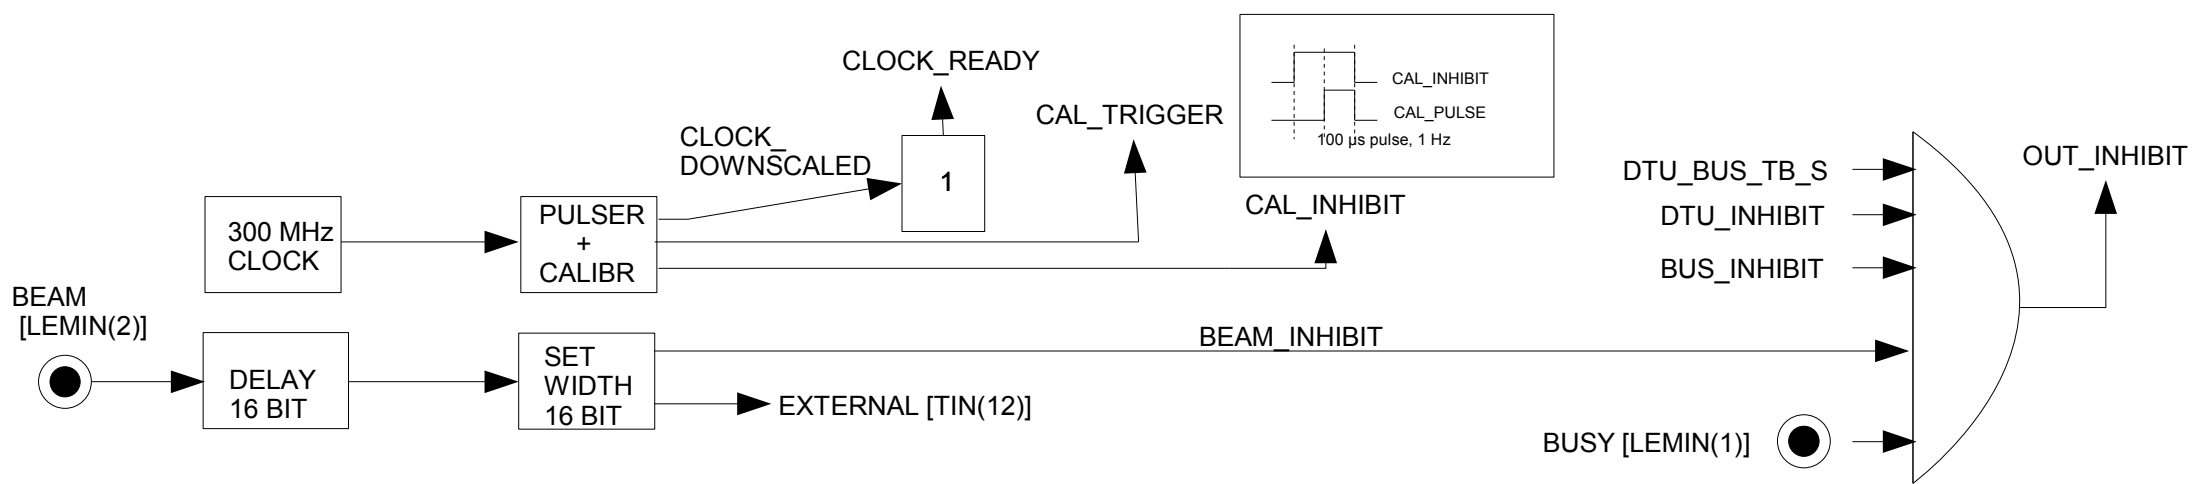 CLOCK_READY
CAL_TRIGGER
CAL_INHIBIT
CAL_PULSE
100 µs pulse, 1 Hz
CLOCK_
DOWNSCALED
1
DTU_BUS_TB_S
OUT_INHIBIT
300 MHz
CLOCK
PULSER
+
CALIBR
CAL_INHIBIT
DTU_INHIBIT
BUS_INHIBIT
BEAM
[LEMIN(2)]
DELAY
16 BIT
SET
WIDTH
16 BIT
BEAM_INHIBIT
EXTERNAL [TIN(12)]
BUSY [LEMIN(1)]